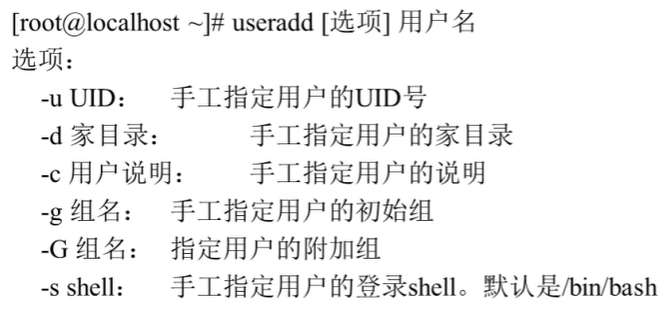 [root@localhost ~]# useradd [选项] 用户名
选项：
-u UID： 手工指定用户的UID号
-d 家目录： 手工指定用户的家目录
-c 用户说明： 手工指定用户的说明
-g 组名： 手工指定用户的初始组
-G 组名： 指定用户的附加组
-s shell： 手工指定用户的登录shell。默认是/bin/bash